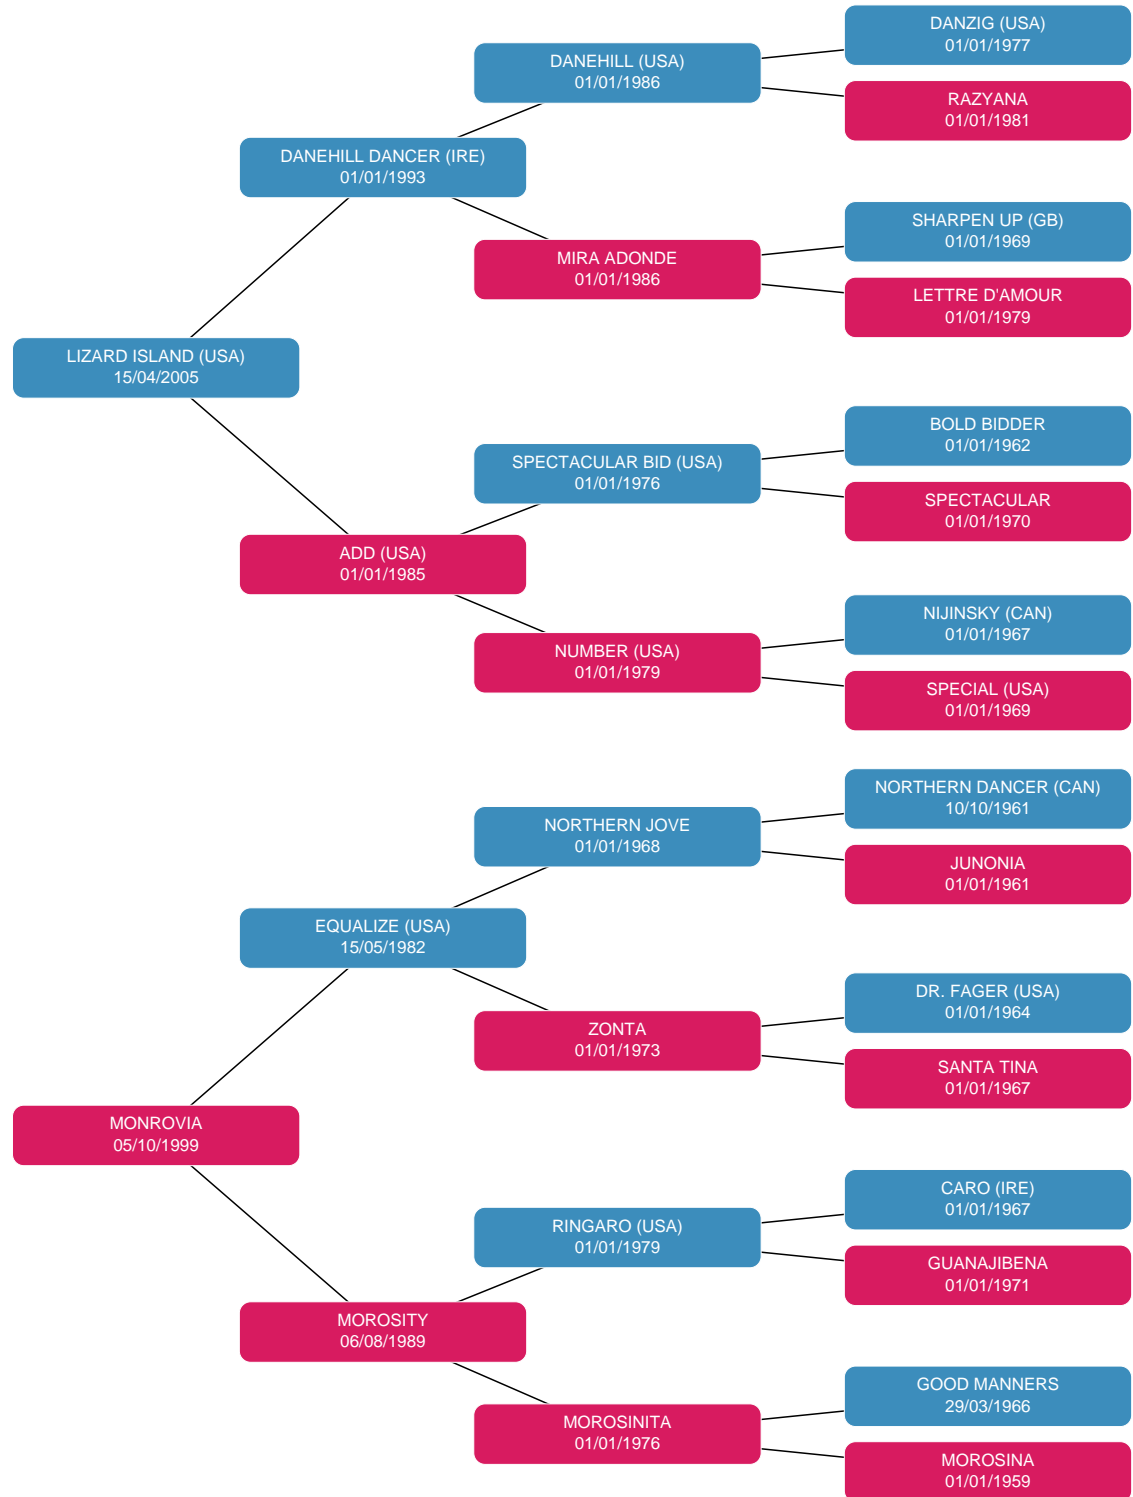 DANZIG (USA)
01/01/1977
DANEHILL (USA)
01/01/1986
RAZYANA
01/01/1981
DANEHILL DANCER (IRE)
01/01/1993
SHARPEN UP (GB)
01/01/1969
MIRA ADONDE
01/01/1986
LETTRE D'AMOUR
01/01/1979
LIZARD ISLAND (USA)
15/04/2005
BOLD BIDDER
01/01/1962
SPECTACULAR BID (USA)
01/01/1976
SPECTACULAR
01/01/1970
ADD (USA)
01/01/1985
NIJINSKY (CAN)
01/01/1967
NUMBER (USA)
01/01/1979
SPECIAL (USA)
01/01/1969
NORTHERN DANCER (CAN)
10/10/1961
NORTHERN JOVE
01/01/1968
JUNONIA
01/01/1961
EQUALIZE (USA)
15/05/1982
DR. FAGER (USA)
01/01/1964
ZONTA
01/01/1973
SANTA TINA
01/01/1967
MONROVIA
05/10/1999
CARO (IRE)
01/01/1967
RINGARO (USA)
01/01/1979
GUANAJIBENA
01/01/1971
MOROSITY
06/08/1989
GOOD MANNERS
29/03/1966
MOROSINITA
01/01/1976
MOROSINA
01/01/1959